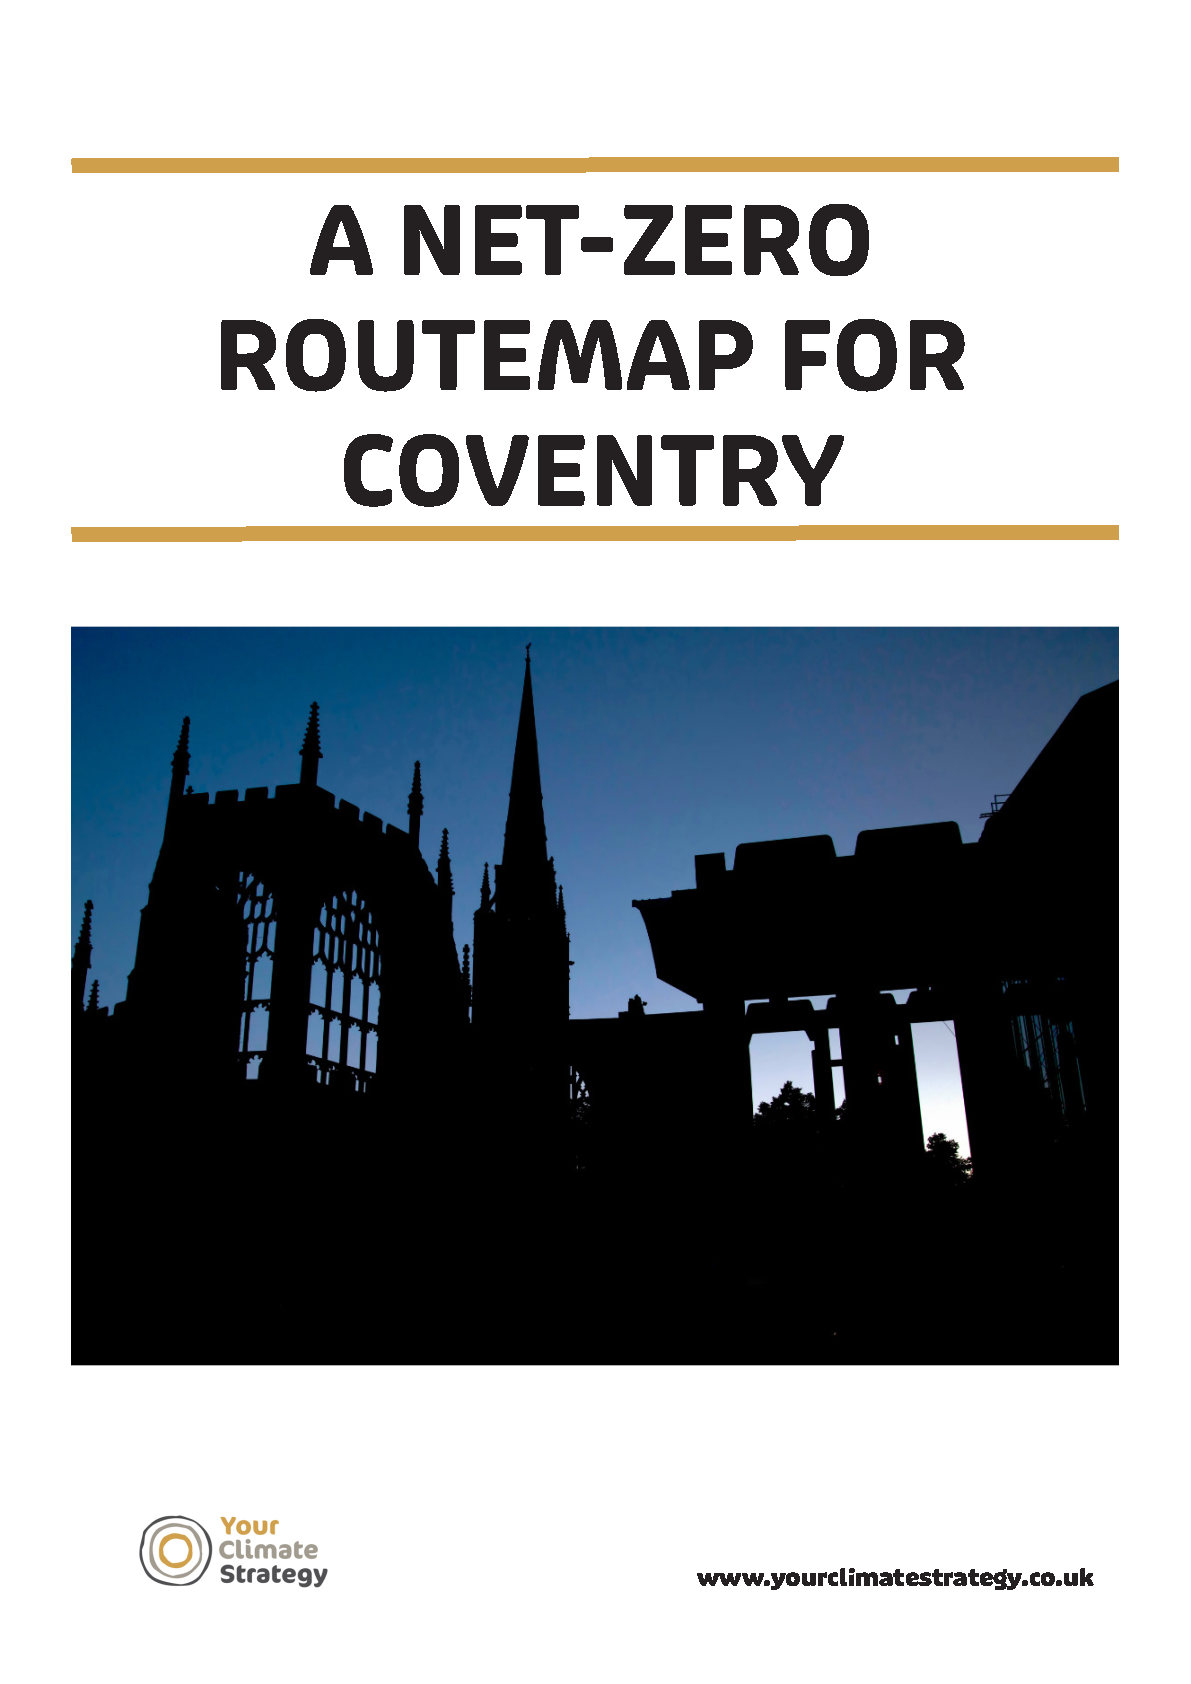 A NET-ZERO
ROUTEMAP FOR
COVENTRY
Your
Climate
Strategy
www.yourclimatestrategy.co.uk